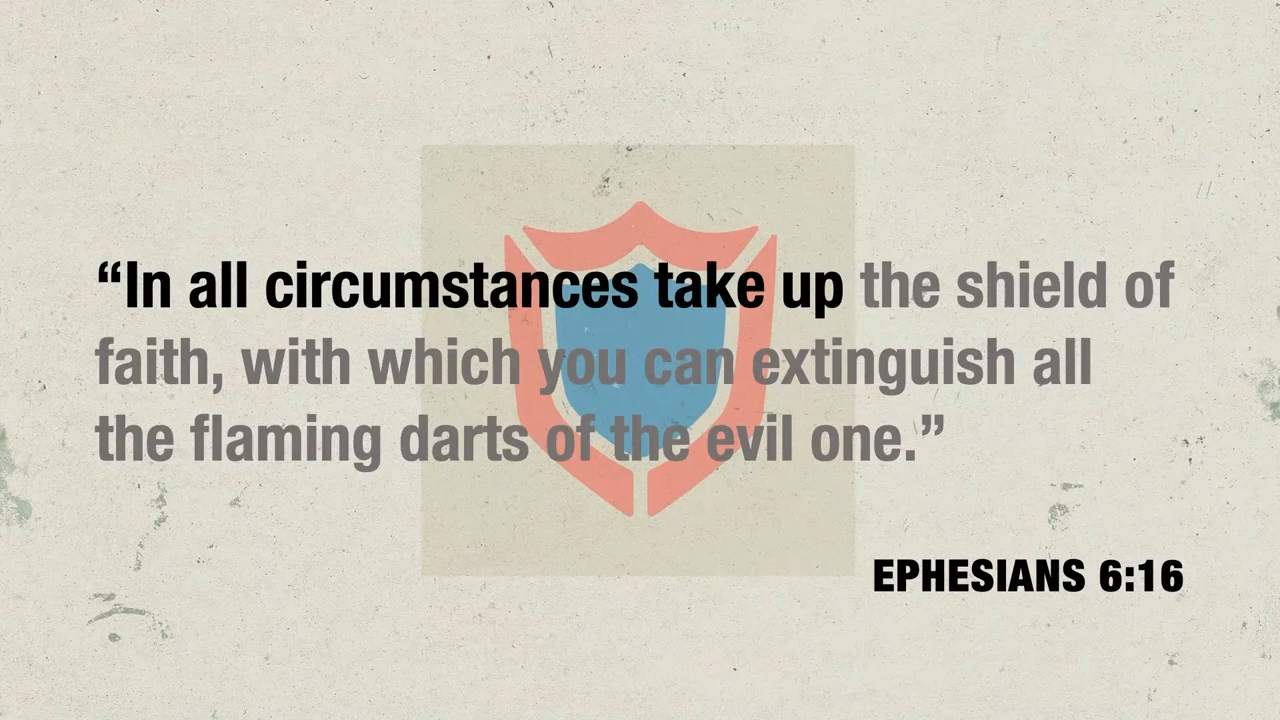 “In all circumstances take up the shield of
faith, with which you can extinguish all
the flaming darts of the evil one.”
EPHESIANS 6:16